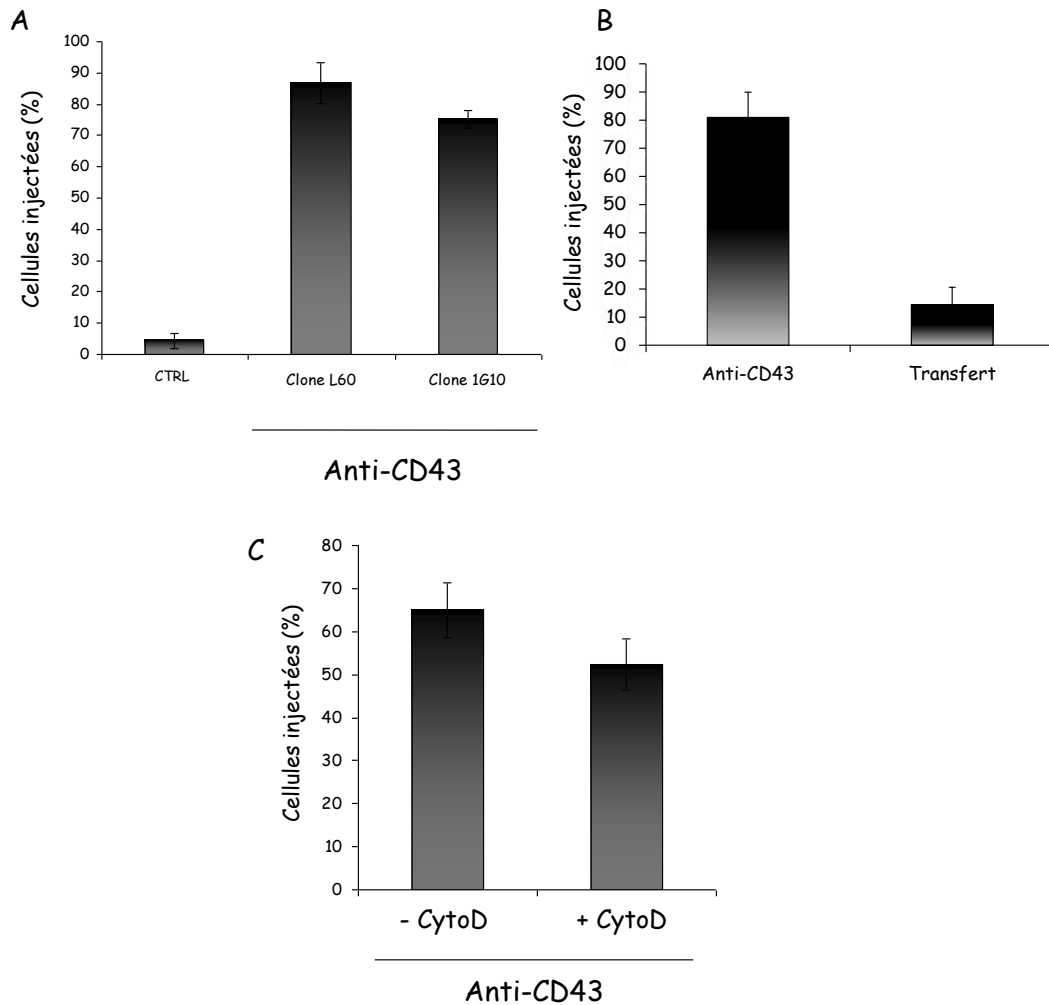 A
Cellules injectées (%)
100
90
80
70
60
50
40
30
20
10
0
CTRL
Clone L60
Clone 1G10
Anti-CD43
B
Cellules injectées (%)
100
90
80
70
60
50
40
30
20
10
0
Anti-CD43
Transfert
C
Cellules injectées (%)
80
70
60
50
40
30
20
10
0
- CytoD
+ CytoD
Anti-CD43